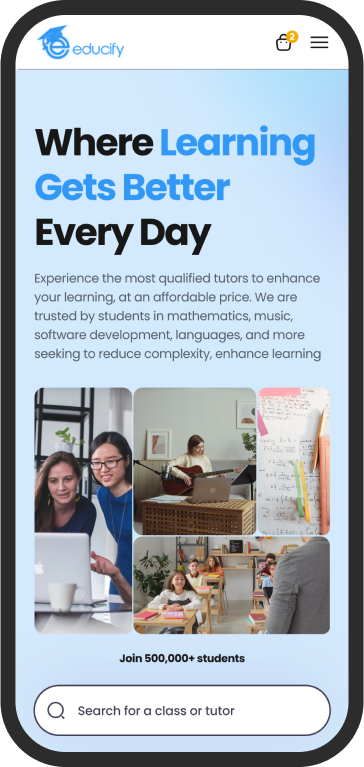 educify
2
Where Learning
Gets Better
Every Day
Experience the most qualified tutors to enhance
your learning, at an affordable price. We are
trusted by students in mathematics, music,
software development, languages, and more
seeking to reduce complexity, enhance learning
Join 500,000+ students
Search for a class or tutor